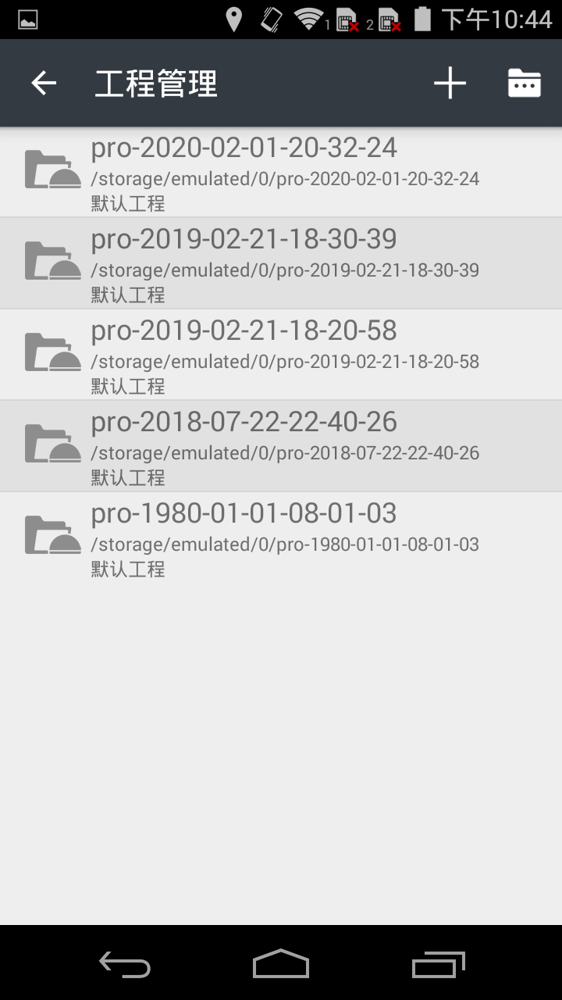 1 2 下午10:44
工程管理
pro-2020-02-01-20-32-24
/storage/emulated/0/pro-2020-02-01-20-32-24
默认工程
pro-2019-02-21-18-30-39
/storage/emulated/0/pro-2019-02-21-18-30-39
默认工程
pro-2019-02-21-18-20-58
/storage/emulated/0/pro-2019-02-21-18-20-58
默认工程
pro-2018-07-22-22-40-26
/storage/emulated/0/pro-2018-07-22-22-40-26
默认工程
pro-1980-01-01-08-01-03
/storage/emulated/0/pro-1980-01-01-08-01-03
默认工程